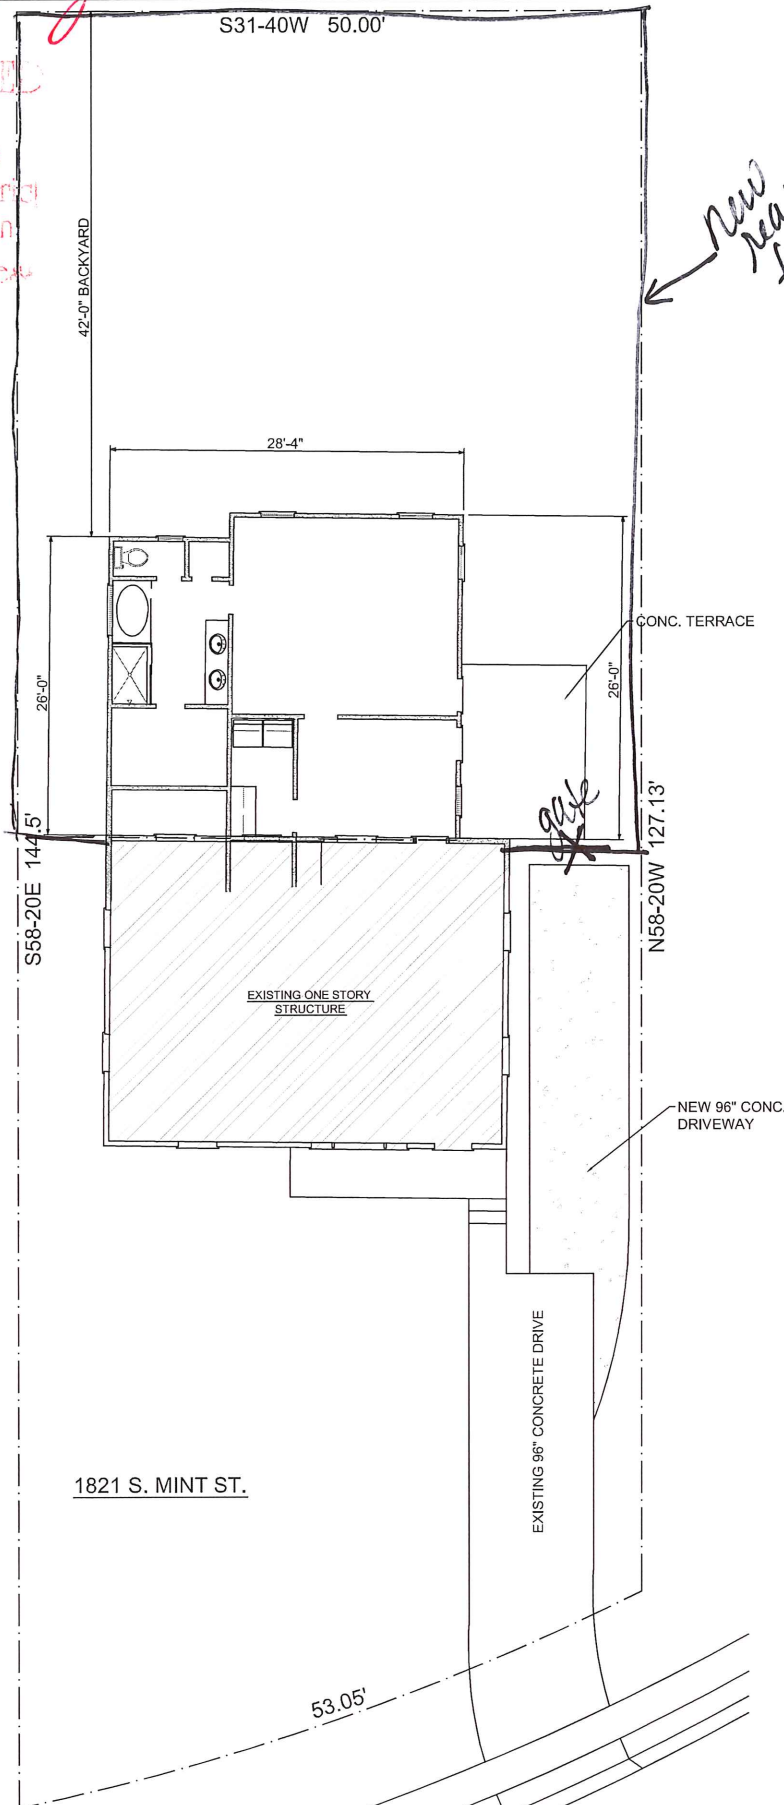 S31-40W 50.00'
42'-0" BACKYARD
new
28'-4"
CONC. TERRACE
26'-0"
26'-0"
gate
S58-20E 144.5'
N58-20W 127.13'
EXISTING ONE STORY
STRUCTURE
NEW 96" CONC.
DRIVEWAY
EXISTING 96" CONCRETE DRIVE
1821 S. MINT ST.
53.05'